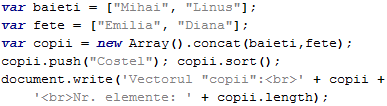 var baieti = ["Mihai", "Linus"];
var fete = ["Emilia", "Diana"];
var copii = new Array().concat(baieti,fete);
copii.push("Costel"); copii.sort();
document.write('Vectorul "copii":<br>' + copii +
'<br>Nr. elemente: ' + copii.length);